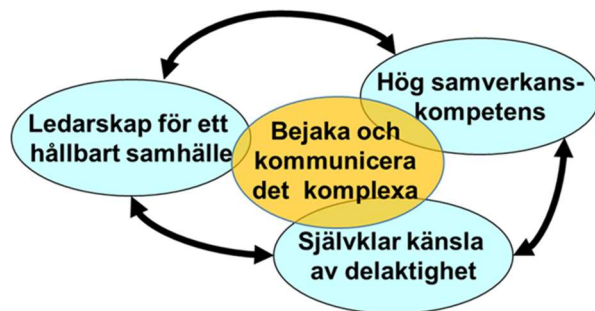 Hög samverkans-
kompetens
Ledarskap för ett
hållbart samhälle
Bejaka och
kommunicera
det komplexa
Självklar känsla
av delaktighet